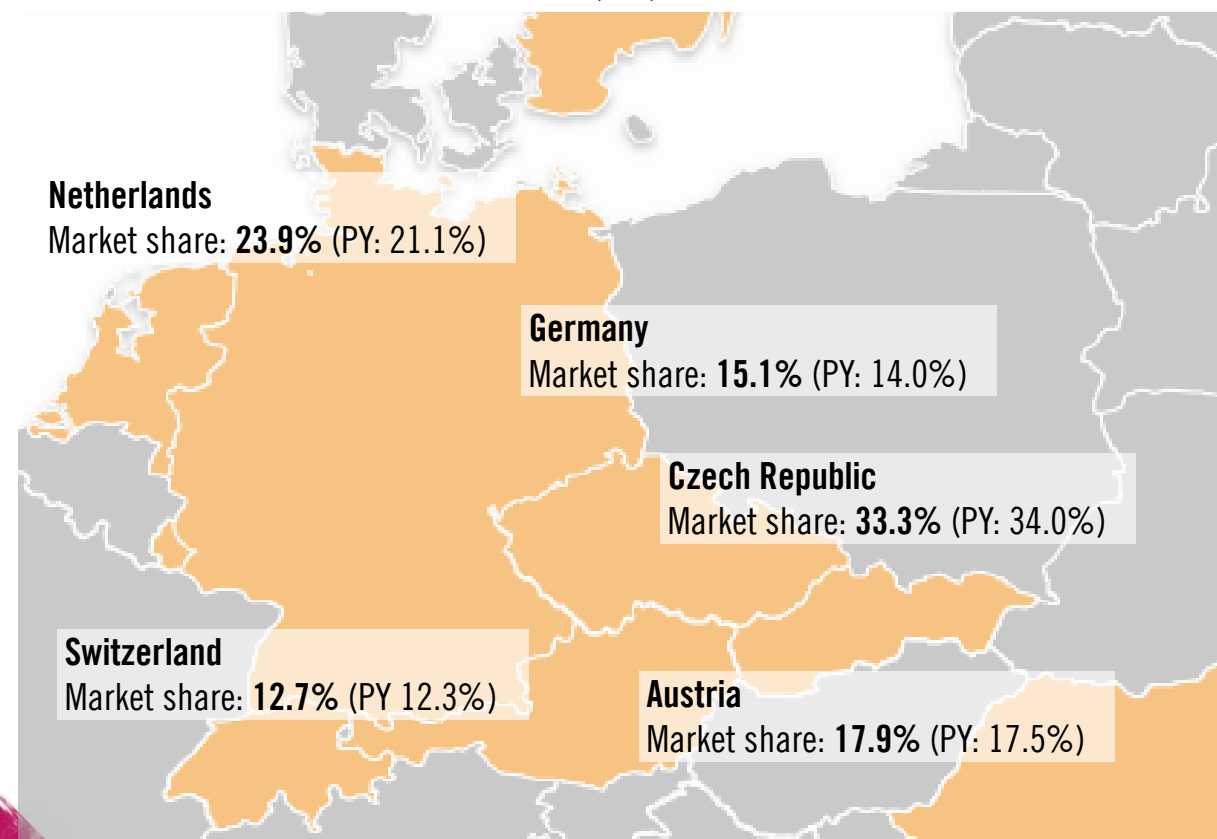 Netherlands
Market share: 23.9% (PY: 21.1%)
Germany
Market share: 15.1% (PY: 14.0%)
Czech Republic
Market share: 33.3% (PY: 34.0%)
Switzerland
Market share: 12.7% (PY 12.3%)
Austria
Market share: 17.9% (PY: 17.5%)